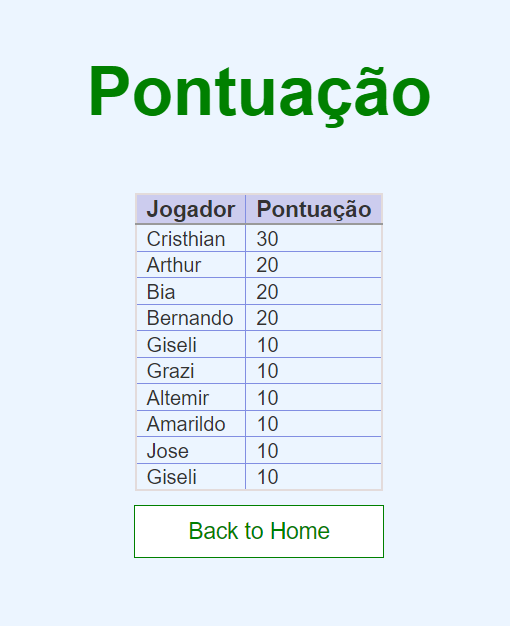 Pontuação
Jogador Pontuação
Cristhian 30
Arthur 20
Bia 20
Bernando 20
Giseli 10
Grazi 10
Altemir 10
Amarildo 10
Jose 10
Giseli 10
Back to Home